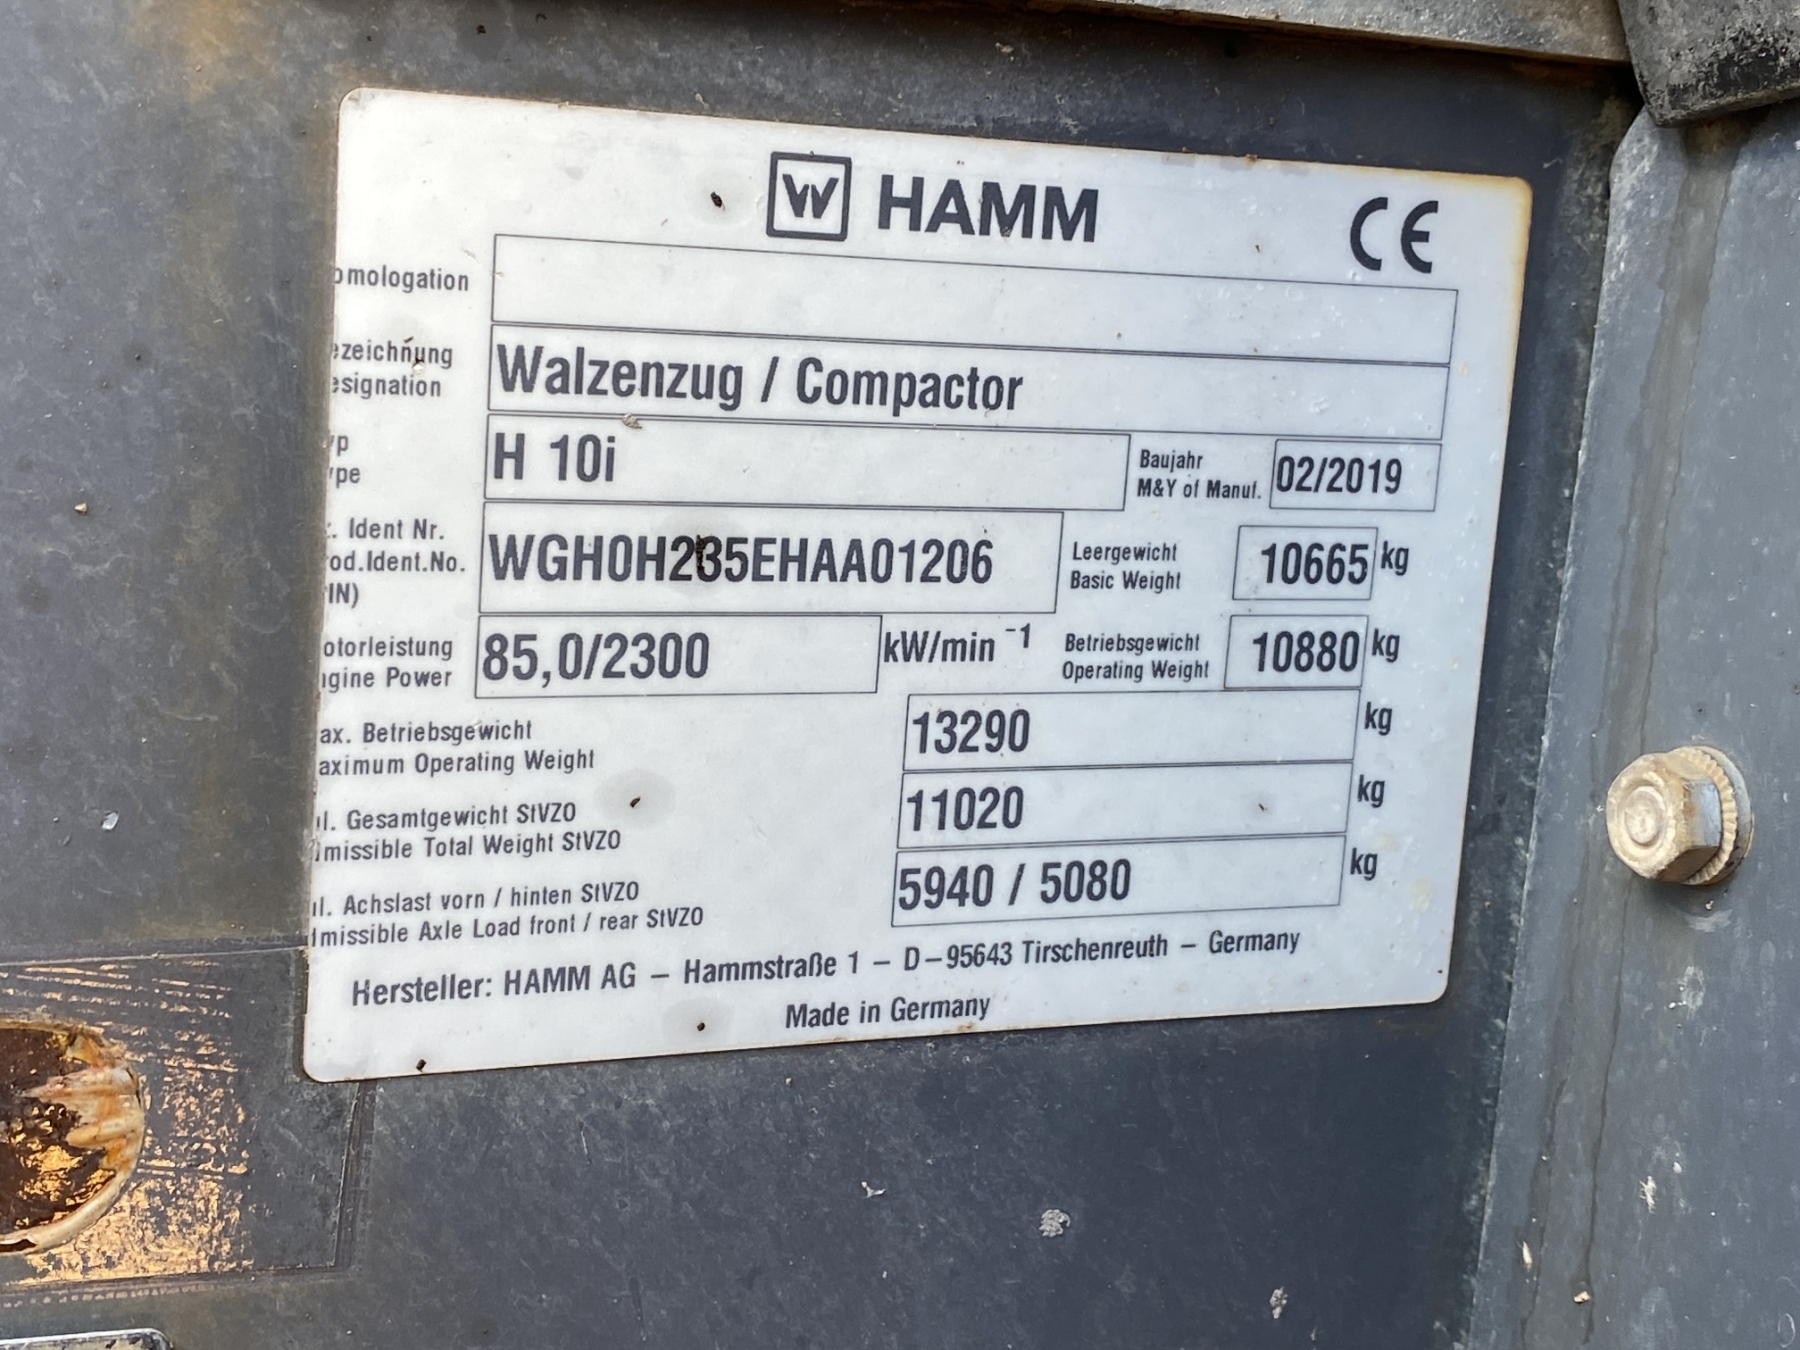 HAMM CE
omologation
ezeichnung
esignation
Walzenzug / Compactor
yp
ype
H 10i
Baujahr
M&Y of Manuf.
02/2019
. Ident Nr.
od.Ident.No.
IN)
WGH0H235EHAA01206
Leergewicht
Basic Weight
10665 kg
otorleistung
gine Power
85,0/2300 kW/min⁻¹
Betriebsgewicht
Operating Weight
10880 kg
ax. Betriebsgewicht
aximum Operating Weight
13290 kg
l. Gesamtgewicht StVZO
missible Total Weight StVZO
11020 kg
l. Achslast vorn / hinten StVZO
missible Axle Load front / rear StVZO
5940 / 5080 kg
Hersteller: HAMM AG – Hammstraße 1 – D–95643 Tirschenreuth – Germany
Made in Germany